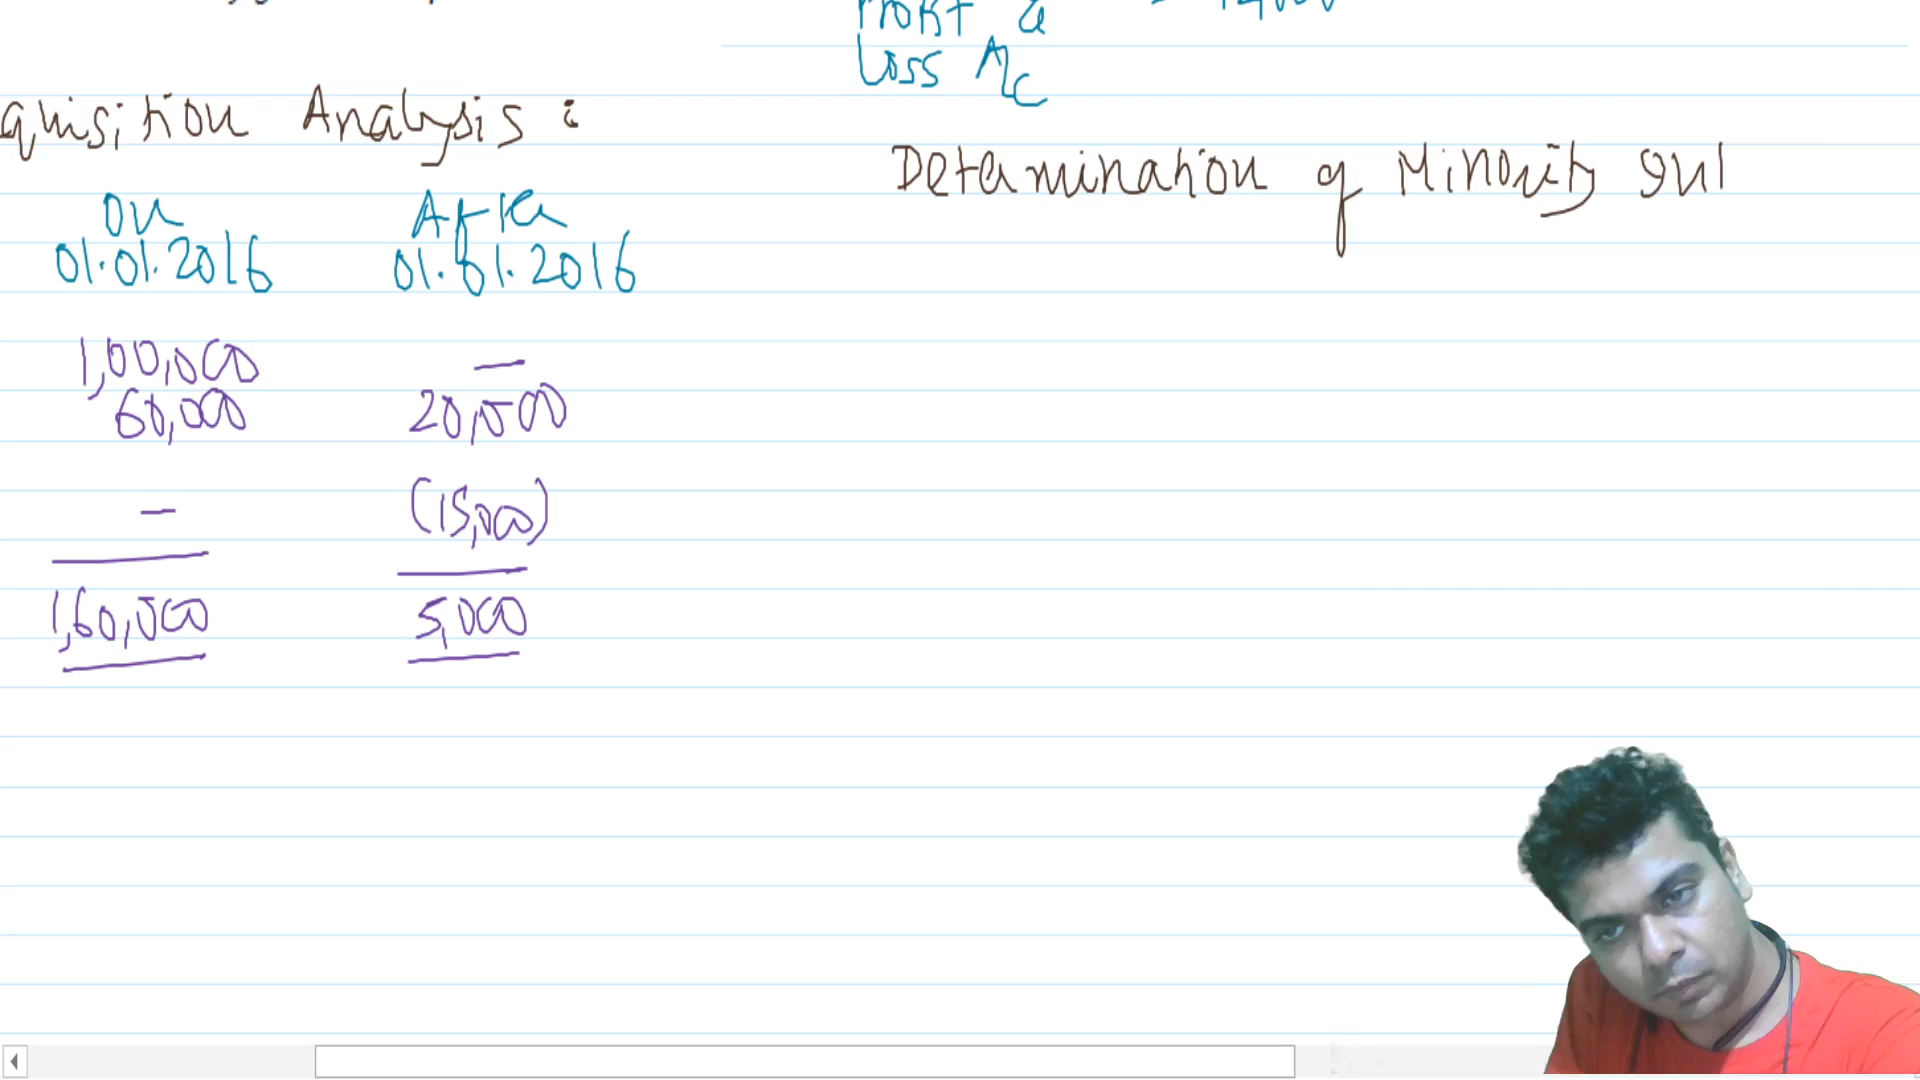 Profit &
Loss A/c
quisition Analysis :
On
01.01.2016
After
01.01.2016
1,00,000 —
60,000 20,000
— (15,000)
1,60,000 5,000
Determination of Minority